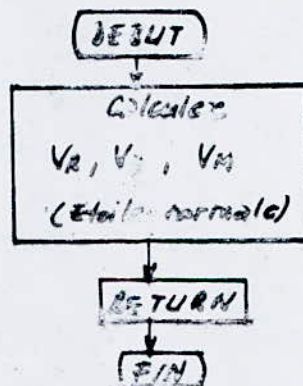 DEBUT
Calculer
VR, V , VM
(Etoile normale)
RETURN
FIN